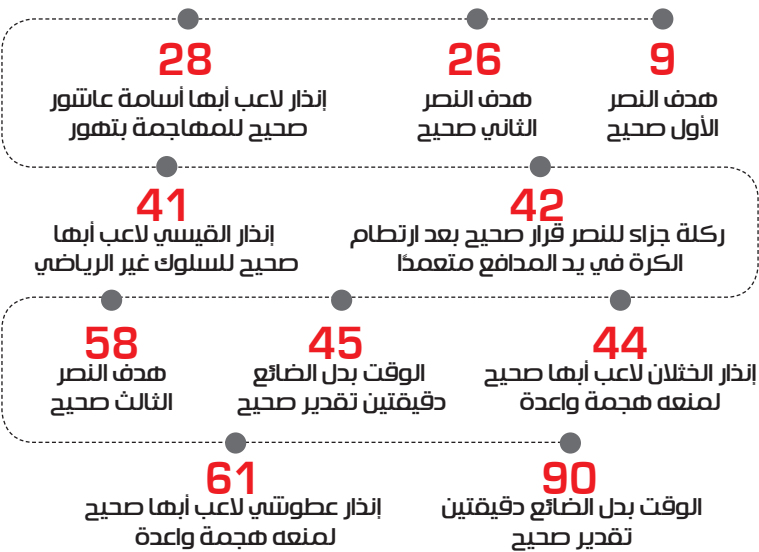 9
هدف النصر
الأول صحيح
26
هدف النصر
الثاني صحيح
28
إنذار لاعب أبها أسامة عاشور
صحيح للمهاجمة بتهور
41
إنذار القيسي لاعب أبها
صحيح للسلوك غير الرياضي
42
ركلة جزاء للنصر قرار صحيح بعد ارتطام
الكرة في يد المدافع متعمدًا
44
إنذار الخثلان لاعب أبها صحيح
لمنعه هجمة واعدة
45
الوقت بدل الضائع
دقيقتين تقدير صحيح
58
هدف النصر
الثالث صحيح
61
إنذار عطوشي لاعب أبها صحيح
لمنعه هجمة واعدة
90
الوقت بدل الضائع دقيقتين
تقدير صحيح